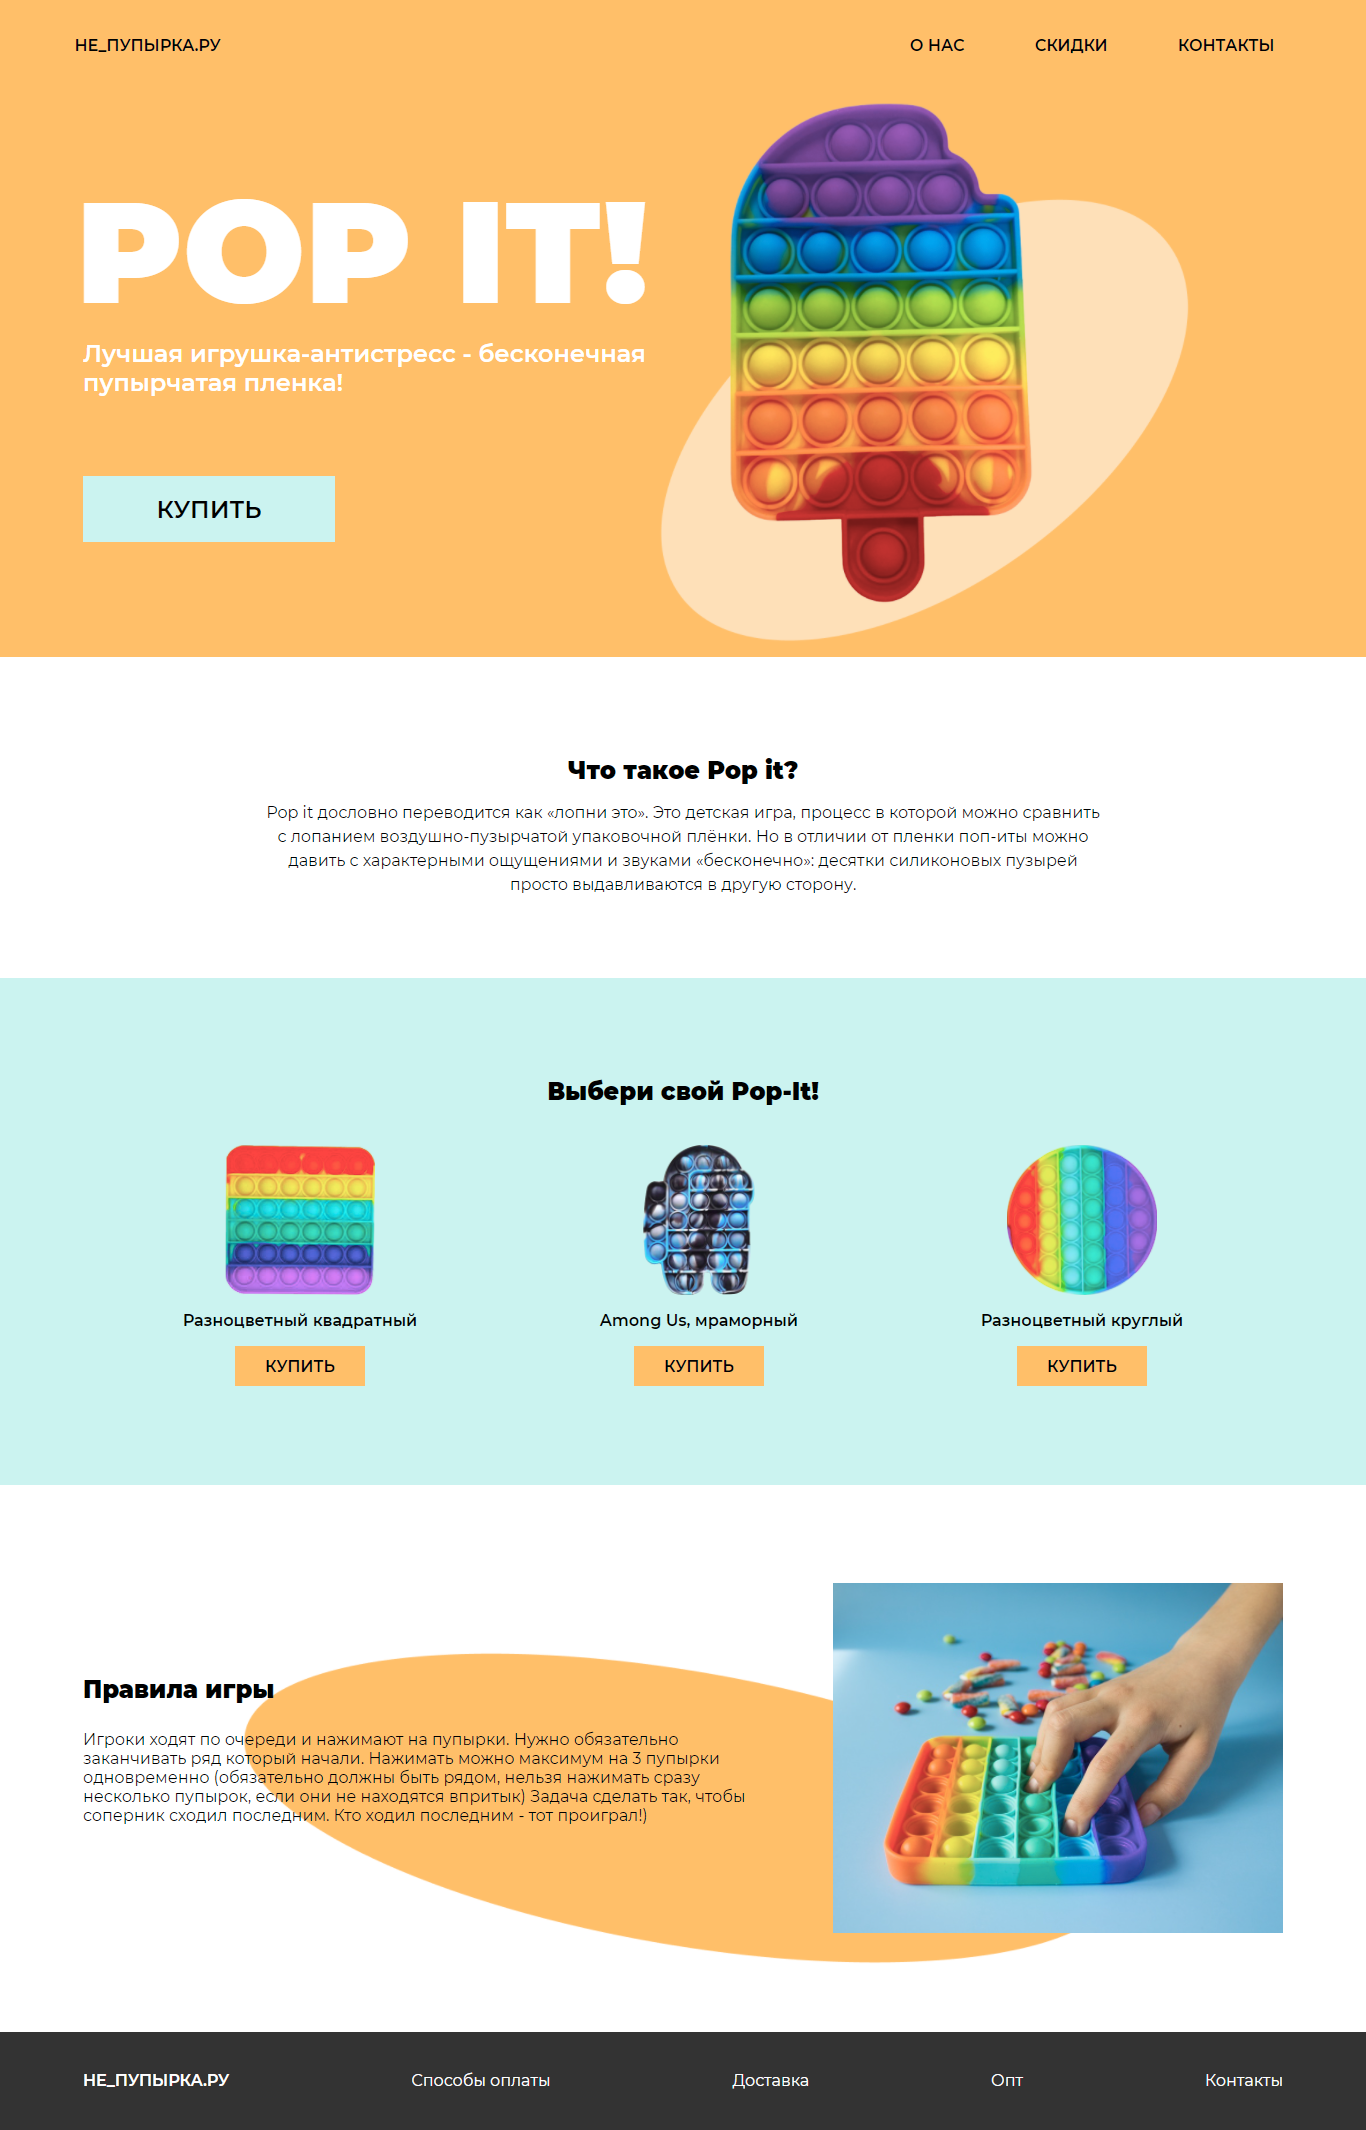 НЕ_ПУПЫРКА.РУ
О НАС
СКИДКИ
КОНТАКТЫ
POP IT!
Лучшая игрушка-антистресс - бесконечная
пупырчатая пленка!
КУПИТЬ
Что такое Pop it?
Pop it дословно переводится как «лопни это». Это детская игра, процесс в которой можно сравнить
с лопанием воздушно-пузырчатой упаковочной плёнки. Но в отличии от пленки поп-иты можно
давить с характерными ощущениями и звуками «бесконечно»: десятки силиконовых пузырей
просто выдавливаются в другую сторону.
Выбери свой Pop-It!
Разноцветный квадратный
КУПИТЬ
Among Us, мраморный
КУПИТЬ
Разноцветный круглый
КУПИТЬ
Правила игры
Игроки ходят по очереди и нажимают на пупырки. Нужно обязательно
заканчивать ряд который начали. Нажимать можно максимум на 3 пупырки
одновременно (обязательно должны быть рядом, нельзя нажимать сразу
несколько пупырок, если они не находятся впритык) Задача сделать так, чтобы
соперник сходил последним. Кто ходил последним - тот проиграл!)
НЕ_ПУПЫРКА.РУ
Способы оплаты
Доставка
Опт
Контакты